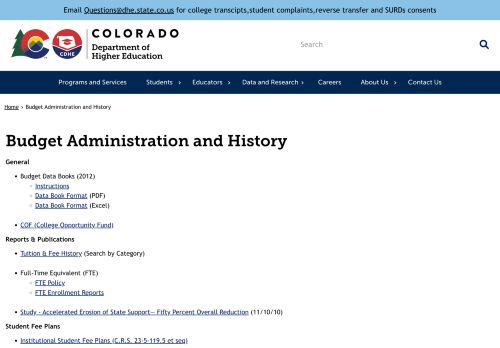 Email Questions@dhe.state.co.us for college transcipts,student complaints,reverse transfer and SURDs consents
COLORADO
Department of
Higher Education
CDHE
Search
Programs and Services Students Educators Data and Research Careers About Us Contact Us
Home > Budget Administration and History
Budget Administration and History
General
Budget Data Books (2012)
Instructions
Data Book Format (PDF)
Data Book Format (Excel)
COF (College Opportunity Fund)
Reports & Publications
Tuition & Fee History (Search by Category)
Full-Time Equivalent (FTE)
FTE Policy
FTE Enrollment Reports
Study - Accelerated Erosion of State Support— Fifty Percent Overall Reduction (11/10/10)
Student Fee Plans
Institutional Student Fee Plans (C.R.S. 23-5-119.5 et seq)